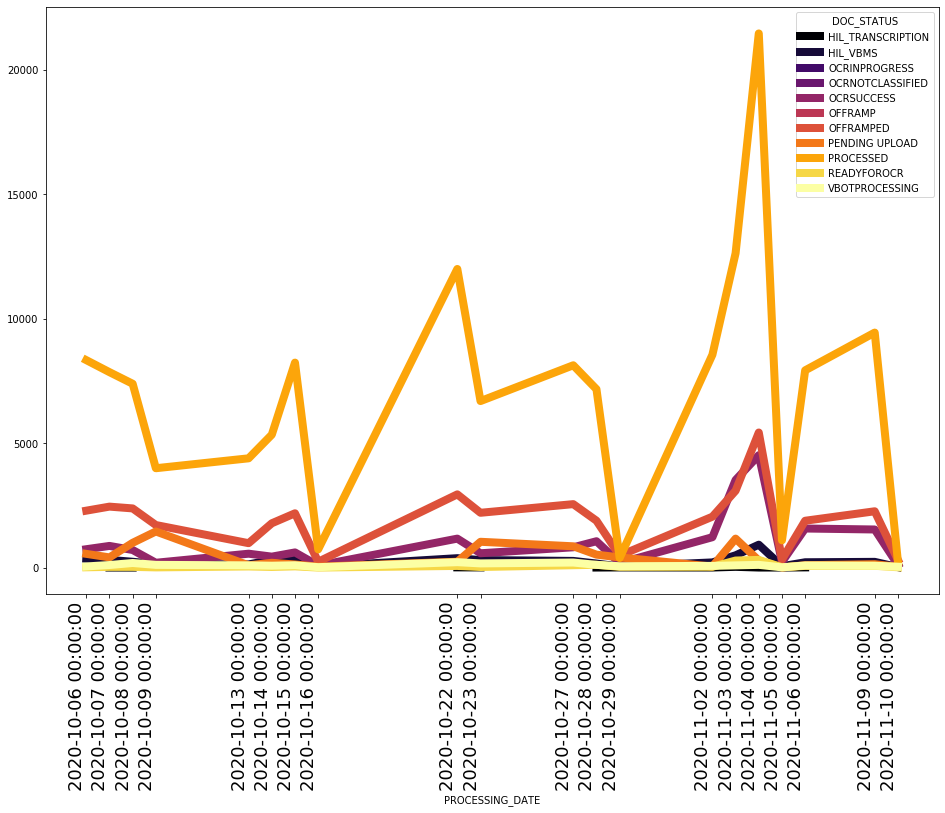 DOC_STATUS
HIL_TRANSCRIPTION
HIL_VBMS
OCRINPROGRESS
OCRNOTCLASSIFIED
OCRSUCCESS
OFFRAMP
OFFRAMPED
PENDING UPLOAD
PROCESSED
READYFOROCR
VBOTPROCESSING
20000
15000
10000
5000
0
2020-10-06 00:00:00
2020-10-07 00:00:00
2020-10-08 00:00:00
2020-10-09 00:00:00
2020-10-13 00:00:00
2020-10-14 00:00:00
2020-10-15 00:00:00
2020-10-16 00:00:00
2020-10-22 00:00:00
2020-10-23 00:00:00
2020-10-27 00:00:00
2020-10-28 00:00:00
2020-10-29 00:00:00
2020-11-02 00:00:00
2020-11-03 00:00:00
2020-11-04 00:00:00
2020-11-05 00:00:00
2020-11-06 00:00:00
2020-11-09 00:00:00
2020-11-10 00:00:00
PROCESSING_DATE